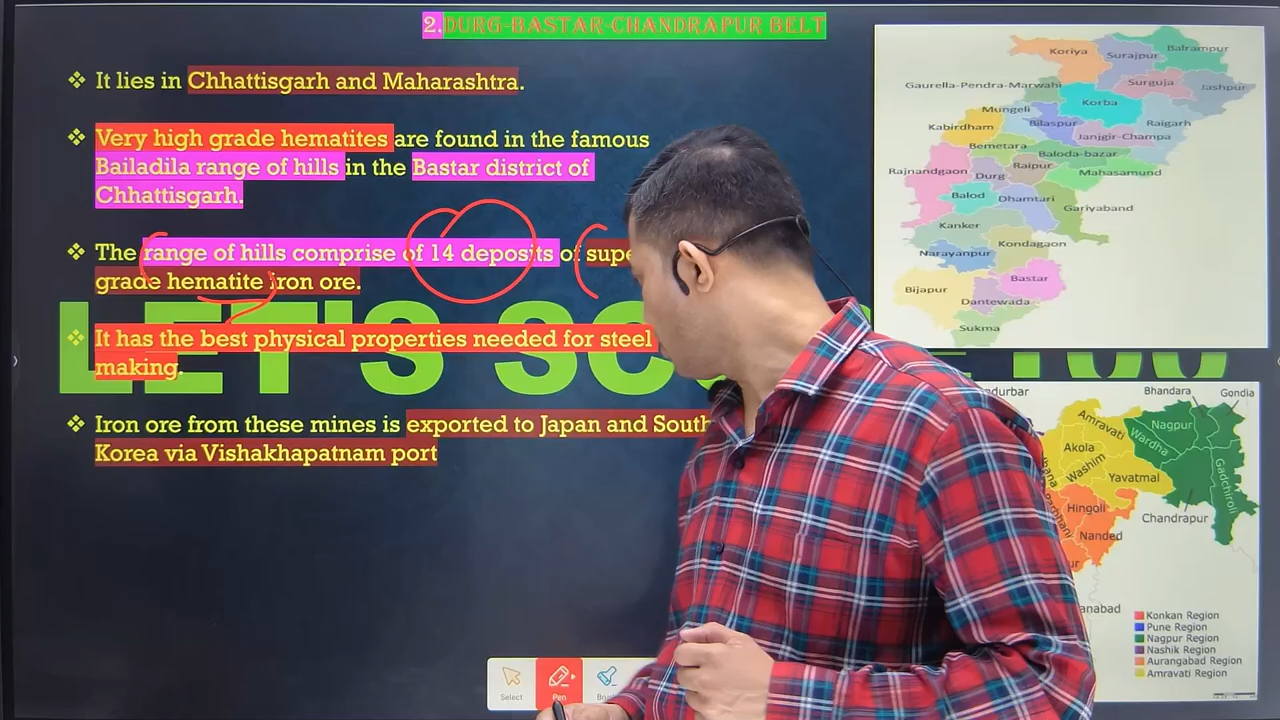 2. DURG-BASTAR-CHANDRAPUR BELT
❖ It lies in Chhattisgarh and Maharashtra.
❖ Very high grade hematites are found in the famous
Bailadila range of hills in the Bastar district of
Chhattisgarh.
❖ The range of hills comprise of 14 deposits of
grade hematite iron ore.
❖ It has the best physical properties needed for steel
making.
❖ Iron ore from these mines is exported to Japan and South
Korea via Vishakhapatnam port
LET'S
TOO
Koriya
Surajpur
Balrampur
Gaurella-Pendra-Marwahi
Surguja
Jashpur
Korba
Mungeli
Bilaspur
Raigarh
Kabirdham
Janjgir-Champa
Bemetara
Baloda-bazar
Rajnandgaon
Durg
Raipur
Mahasamund
Balod
Dhamtari
Gariyaband
Kanker
Kondagaon
Narayanpur
Bastar
Bijapur
Dantewada
Sukma
Bhandara
Gondia
Amravati
Nagpur
Akola
Wardha
Washim
Yavatmal
Gadchiroli
Hingoli
Chandrapur
Nanded
Konkan Region
Pune Region
Nagpur Region
Nashik Region
Aurangabad Region
Amravati Region
Select
Pen